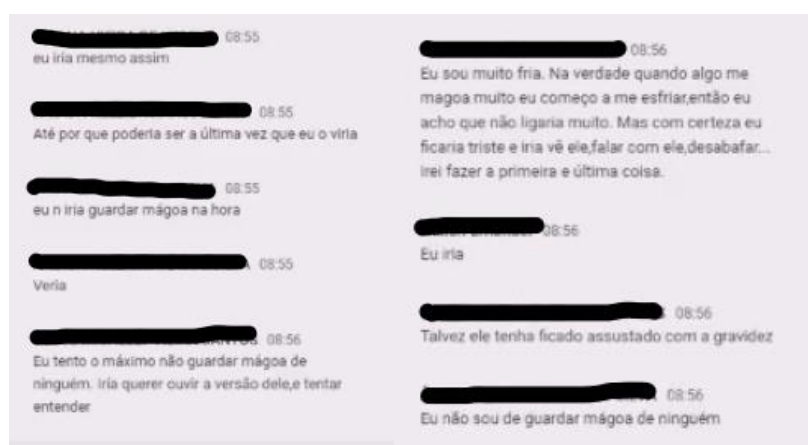 08:55
eu iria mesmo assim
08:55
Até por que poderia ser a última vez que eu o viria
08:55
eu n iria guardar mágoa na hora
08:55
Veria
08:56
Eu tento o máximo não guardar mágoa de
ninguém. Iria querer ouvir a versão dele,e tentar
entender
08:56
Eu sou muito fria. Na verdade quando algo me
magoa muito eu começo a me esfriar,então eu
acho que não ligaria muito. Mas com certeza eu
ficaria triste e iria vê ele,falar com ele,desabafar...
irei fazer a primeira e última coisa.
08:56
Eu iria
08:56
Talvez ele tenha ficado assustado com a gravidez
08:56
Eu não sou de guardar mágoa de ninguém